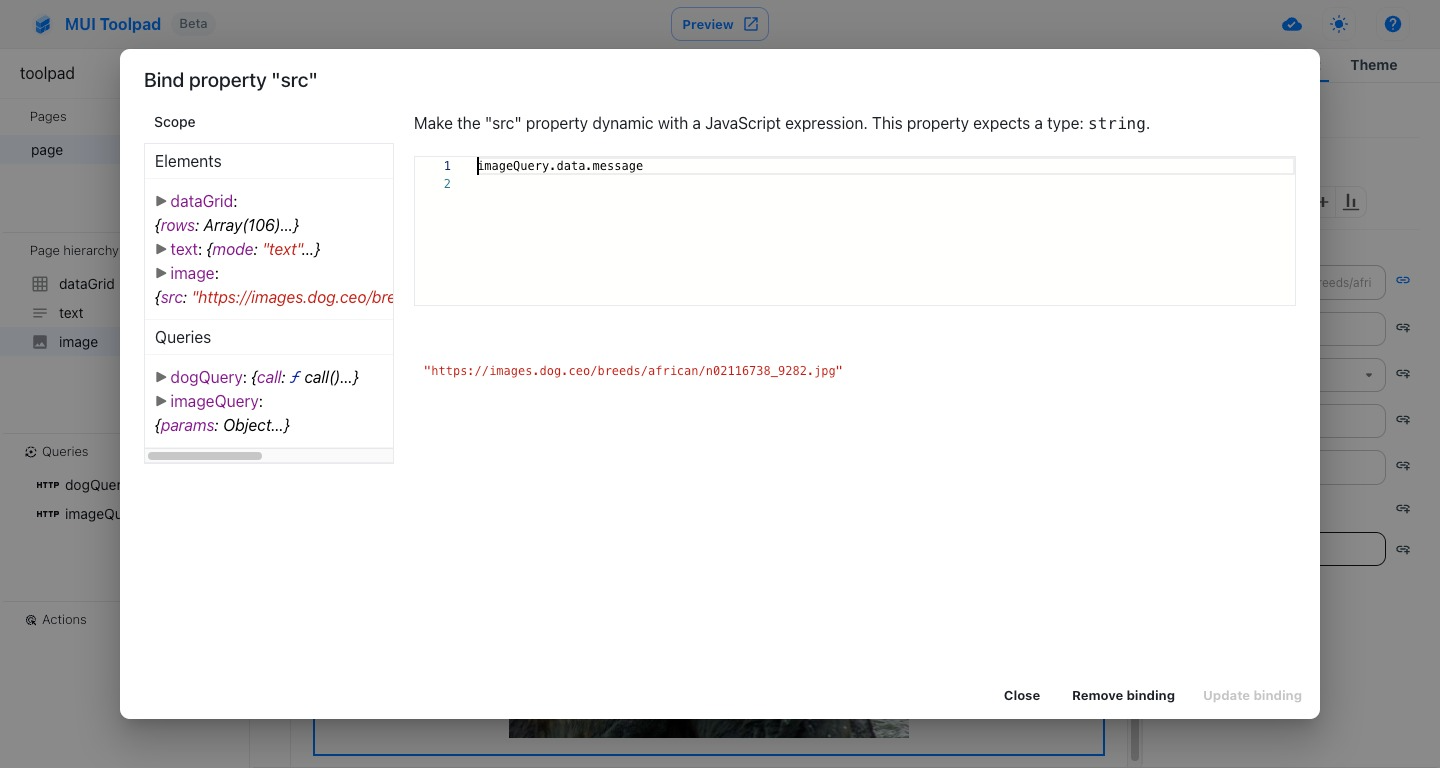 MUI Toolpad
Beta
Preview
toolpad
Theme
Bind property "src"
Pages
page
Page hierarchy
dataGrid
text
image
Queries
HTTP dogQuer
HTTP imageQu
Actions
Scope
Elements
dataGrid:
{rows: Array(106)…}
text: {mode: "text"…}
image:
{src: "https://images.dog.ceo/bre
Queries
dogQuery: {call: ƒ call()…}
imageQuery:
{params: Object…}
Make the "src" property dynamic with a JavaScript expression. This property expects a type: string.
1 imageQuery.data.message
2
"https://images.dog.ceo/breeds/african/n02116738_9282.jpg"
reeds/afri
Close
Remove binding
Update binding